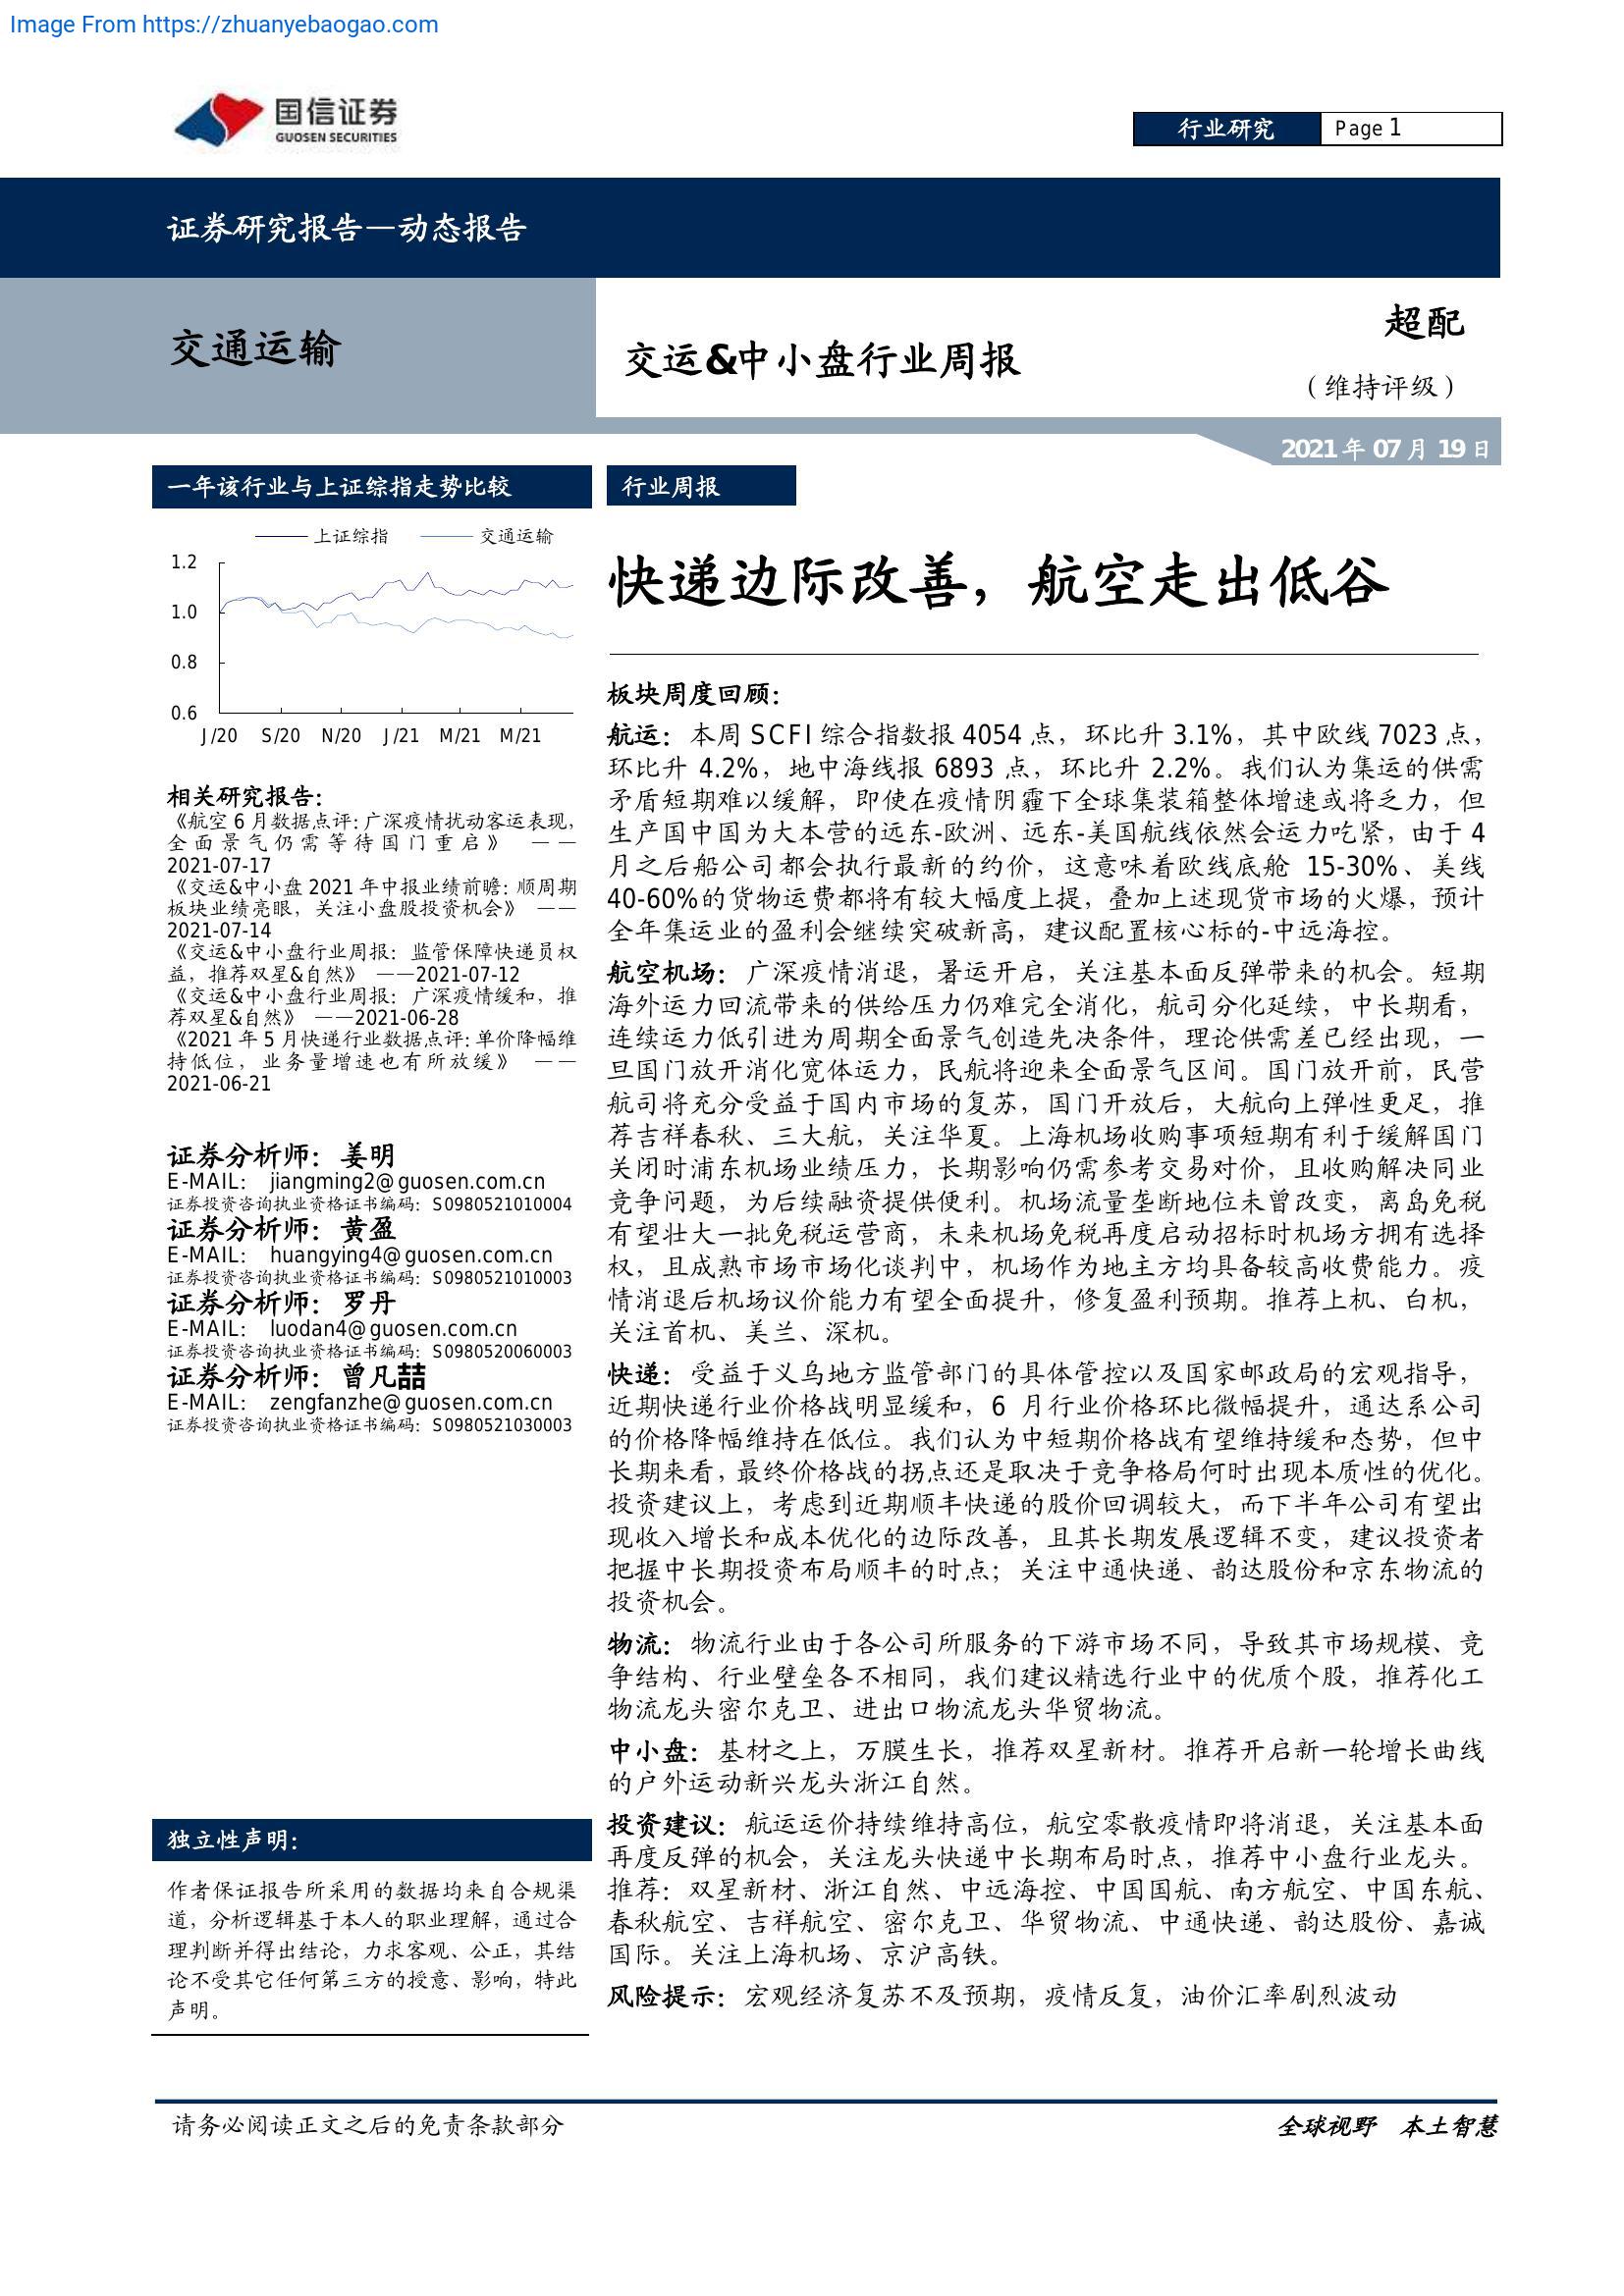 Image From https://zhuanyebaogao.com
国信证券
GUOSEN SECURITIES
行业研究
Page 1
证券研究报告—动态报告
交通运输
交运&中小盘行业周报
超配
（维持评级）
2021 年 07 月 19 日
一年该行业与上证综指走势比较
上证综指 交通运输
1.2
1.0
0.8
0.6
J/20 S/20 N/20 J/21 M/21 M/21
相关研究报告：
《航空 6 月数据点评：广深疫情扰动客运表现，
全面景气仍需等待国门重启》 ——
2021-07-17
《交运&中小盘 2021 年中报业绩前瞻：顺周期
板块业绩亮眼，关注小盘股投资机会》 ——
2021-07-14
《交运&中小盘行业周报：监管保障快递员权
益，推荐双星&自然》 ——2021-07-12
《交运&中小盘行业周报：广深疫情缓和，推
荐双星&自然》 ——2021-06-28
《2021 年 5 月快递行业数据点评：单价降幅维
持低位，业务量增速也有所放缓》 ——
2021-06-21
证券分析师：姜明
E-MAIL： jiangming2@guosen.com.cn
证券投资咨询执业资格证书编码：S0980521010004
证券分析师：黄盈
E-MAIL： huangying4@guosen.com.cn
证券投资咨询执业资格证书编码：S0980521010003
证券分析师：罗丹
E-MAIL： luodan4@guosen.com.cn
证券投资咨询执业资格证书编码：S0980520060003
证券分析师：曾凡喆
E-MAIL： zengfanzhe@guosen.com.cn
证券投资咨询执业资格证书编码：S0980521030003
独立性声明：
作者保证报告所采用的数据均来自合规渠
道，分析逻辑基于本人的职业理解，通过合
理判断并得出结论，力求客观、公正，其结
论不受其它任何第三方的授意、影响，特此
声明。
行业周报
快递边际改善，航空走出低谷
板块周度回顾：
航运：本周 SCFI 综合指数报 4054 点，环比升 3.1%，其中欧线 7023 点，
环比升 4.2%，地中海线报 6893 点，环比升 2.2%。我们认为集运的供需
矛盾短期难以缓解，即使在疫情阴霾下全球集装箱整体增速或将乏力，但
生产国中国为大本营的远东-欧洲、远东-美国航线依然会运力吃紧，由于 4
月之后船公司都会执行最新的约价，这意味着欧线底舱 15-30%、美线
40-60%的货物运费都将有较大幅度上提，叠加上述现货市场的火爆，预计
全年集运业的盈利会继续突破新高，建议配置核心标的-中远海控。
航空机场：广深疫情消退，暑运开启，关注基本面反弹带来的机会。短期
海外运力回流带来的供给压力仍难完全消化，航司分化延续，中长期看，
连续运力低引进为周期全面景气创造先决条件，理论供需差已经出现，一
旦国门放开消化宽体运力，民航将迎来全面景气区间。国门放开前，民营
航司将充分受益于国内市场的复苏，国门开放后，大航向上弹性更足，推
荐吉祥春秋、三大航，关注华夏。上海机场收购事项短期有利于缓解国门
关闭时浦东机场业绩压力，长期影响仍需参考交易对价，且收购解决同业
竞争问题，为后续融资提供便利。机场流量垄断地位未曾改变，离岛免税
有望壮大一批免税运营商，未来机场免税再度启动招标时机场方拥有选择
权，且成熟市场市场化谈判中，机场作为地主方均具备较高收费能力。疫
情消退后机场议价能力有望全面提升，修复盈利预期。推荐上机、白机，
关注首机、美兰、深机。
快递：受益于义乌地方监管部门的具体管控以及国家邮政局的宏观指导，
近期快递行业价格战明显缓和，6 月行业价格环比微幅提升，通达系公司
的价格降幅维持在低位。我们认为中短期价格战有望维持缓和态势，但中
长期来看，最终价格战的拐点还是取决于竞争格局何时出现本质性的优化。
投资建议上，考虑到近期顺丰快递的股价回调较大，而下半年公司有望出
现收入增长和成本优化的边际改善，且其长期发展逻辑不变，建议投资者
把握中长期投资布局顺丰的时点；关注中通快递、韵达股份和京东物流的
投资机会。
物流：物流行业由于各公司所服务的下游市场不同，导致其市场规模、竞
争结构、行业壁垒各不相同，我们建议精选行业中的优质个股，推荐化工
物流龙头密尔克卫、进出口物流龙头华贸物流。
中小盘：基材之上，万膜生长，推荐双星新材。推荐开启新一轮增长曲线
的户外运动新兴龙头浙江自然。
投资建议：航运运价持续维持高位，航空零散疫情即将消退，关注基本面
再度反弹的机会，关注龙头快递中长期布局时点，推荐中小盘行业龙头。
推荐：双星新材、浙江自然、中远海控、中国国航、南方航空、中国东航、
春秋航空、吉祥航空、密尔克卫、华贸物流、中通快递、韵达股份、嘉诚
国际。关注上海机场、京沪高铁。
风险提示：宏观经济复苏不及预期，疫情反复，油价汇率剧烈波动
请务必阅读正文之后的免责条款部分
全球视野 本土智慧